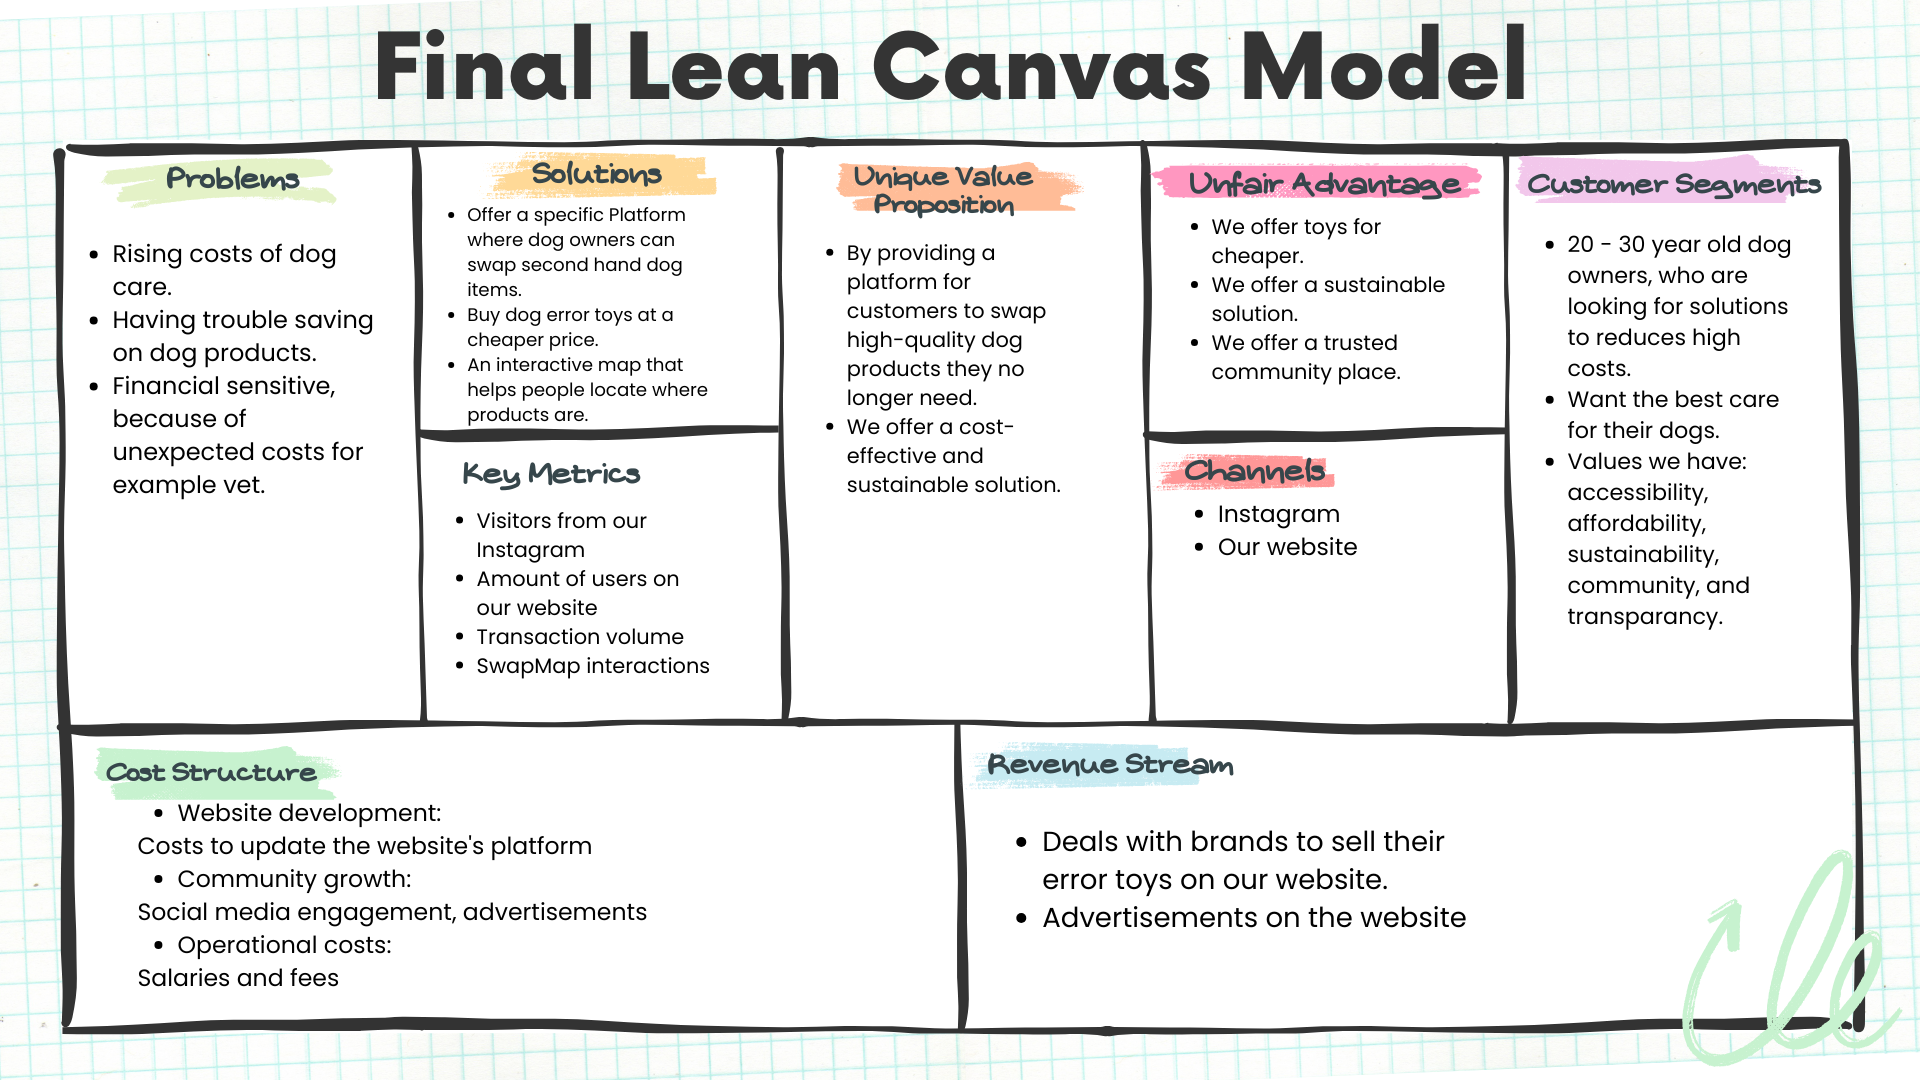 Final Lean Canvas Model
Problems
• Rising costs of dog
care.
• Having trouble saving
on dog products.
• Financial sensitive,
because of
unexpected costs for
example vet.
Solutions
• Offer a specific Platform
where dog owners can
swap second hand dog
items.
• Buy dog error toys at a
cheaper price.
• An interactive map that
helps people locate where
products are.
Key Metrics
• Visitors from our
Instagram
• Amount of users on
our website
• Transaction volume
• SwapMap interactions
Unique Value
Proposition
• By providing a
platform for
customers to swap
high-quality dog
products they no
longer need.
• We offer a cost-
effective and
sustainable solution.
Unfair Advantage
• We offer toys for
cheaper.
• We offer a sustainable
solution.
• We offer a trusted
community place.
Channels
• Instagram
• Our website
Customer Segments
• 20 - 30 year old dog
owners, who are
looking for solutions
to reduces high
costs.
• Want the best care
for their dogs.
• Values we have:
accessibility,
affordability,
sustainability,
community, and
transparancy.
Cost Structure
• Website development:
Costs to update the website's platform
• Community growth:
Social media engagement, advertisements
• Operational costs:
Salaries and fees
Revenue Stream
• Deals with brands to sell their
error toys on our website.
• Advertisements on the website